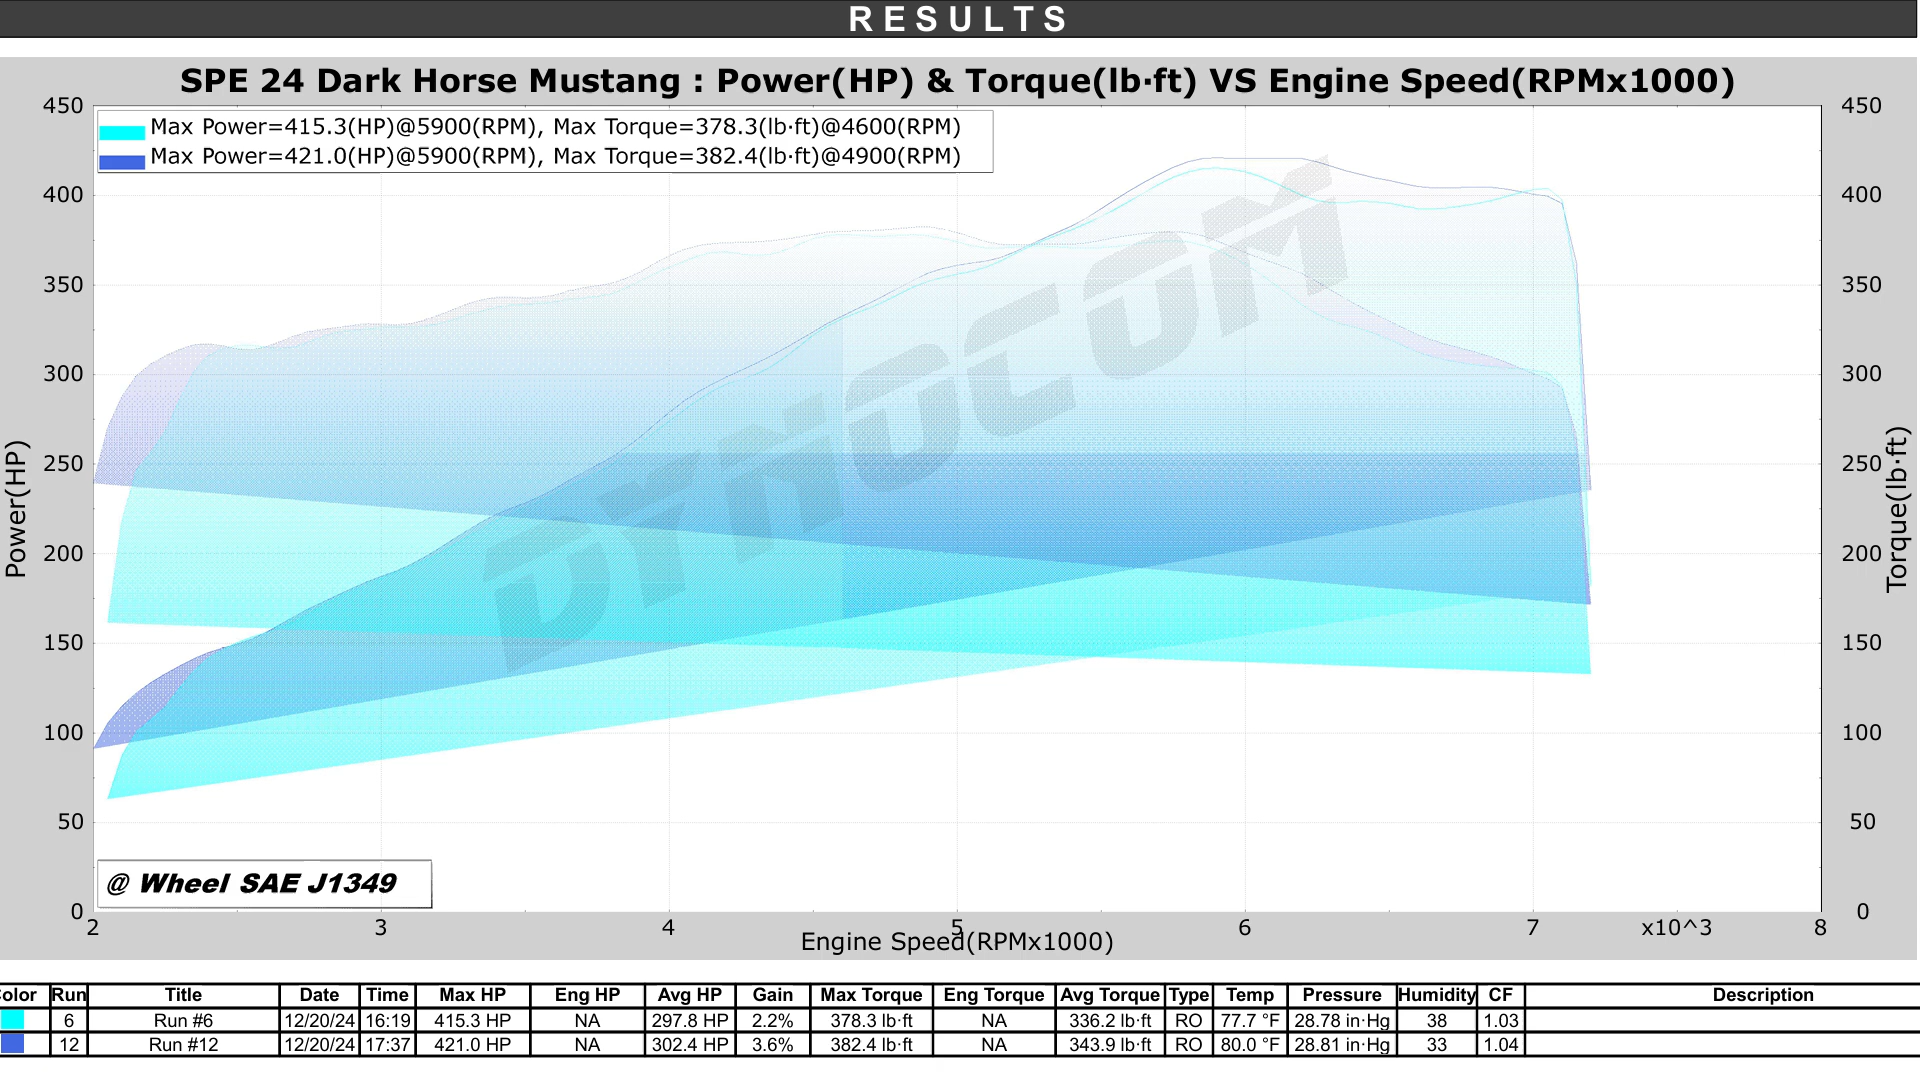 RESULTS
SPE 24 Dark Horse Mustang : Power(HP) & Torque(lb·ft) VS Engine Speed(RPMx1000)
Max Power=415.3(HP)@5900(RPM), Max Torque=378.3(lb·ft)@4600(RPM)
Max Power=421.0(HP)@5900(RPM), Max Torque=382.4(lb·ft)@4900(RPM)
450 450
400 400
350 350
300 300
250 250
200 200
150 150
100 100
50 50
0 0
Power(HP)
Torque(lb·ft)
DYNOCOM
@ Wheel SAE J1349
2 3 4 5 6 7 x10^3 8
Engine Speed(RPMx1000)
olor Run Title Date Time Max HP Eng HP Avg HP Gain Max Torque Eng Torque Avg Torque Type Temp Pressure Humidity CF Description
6 Run #6 12/20/24 16:19 415.3 HP NA 297.8 HP 2.2% 378.3 lb·ft NA 336.2 lb·ft RO 77.7 °F 28.78 in·Hg 38 1.03
12 Run #12 12/20/24 17:37 421.0 HP NA 302.4 HP 3.6% 382.4 lb·ft NA 343.9 lb·ft RO 80.0 °F 28.81 in·Hg 33 1.04